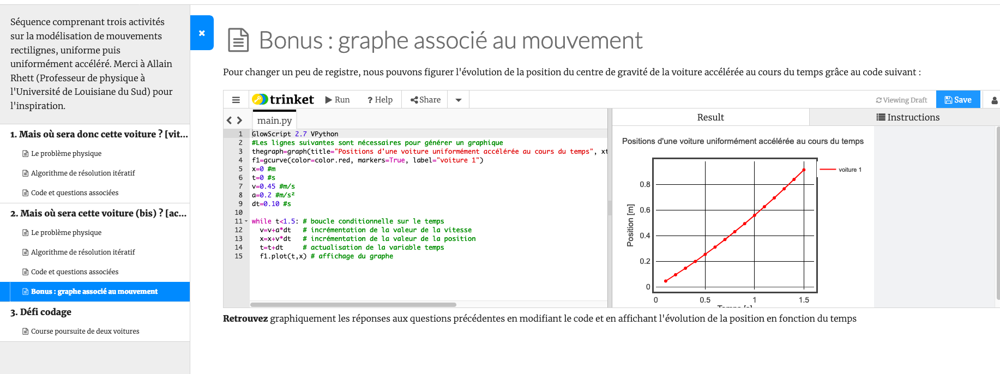 Séquence comprenant trois activités
sur la modélisation de mouvements
rectilignes, uniforme puis
uniformément accéléré. Merci à Allain
Rhett (Professeur de physique à
l'Université de Louisiane du Sud) pour
l'inspiration.
1. Mais où sera donc cette voiture ? [vit...
Le problème physique
Algorithme de résolution itératif
Code et questions associées
2. Mais où sera cette voiture (bis) ? [ac...
Le problème physique
Algorithme de résolution itératif
Code et questions associées
Bonus : graphe associé au mouvement
3. Défi codage
Course poursuite de deux voitures
Bonus : graphe associé au mouvement
Pour changer un peu de registre, nous pouvons figurer l'évolution de la position du centre de gravité de la voiture accélérée au cours du temps grâce au code suivant :
trinket Run ? Help Share Viewing Draft Save
main.py
1 GlowScript 2.7 VPython
2 #Les lignes suivantes sont nécessaires pour générer un graphique
3 thegraph=graph(title="Positions d'une voiture uniformément accélérée au cours du temps", xt
4 f1=gcurve(color=color.red, markers=True, label="voiture 1")
5 x=0 #m
6 t=0 #s
7 v=0.45 #m/s
8 a=0.2 #m/s²
9 dt=0.10 #s
10
11 while t<1.5: # boucle conditionnelle sur le temps
12 v=v+a*dt # incrémentation de la valeur de la vitesse
13 x=x+v*dt # incrémentation de la valeur de la position
14 t=t+dt # actualisation de la variable temps
15 f1.plot(t,x) # affichage du graphe
Result Instructions
Positions d'une voiture uniformément accélérée au cours du temps
voiture 1
Position [m]
0.8
0.6
0.4
0.2
0
0 0.5 1 1.5
Temps [s]
Retrouvez graphiquement les réponses aux questions précédentes en modifiant le code et en affichant l'évolution de la position en fonction du temps